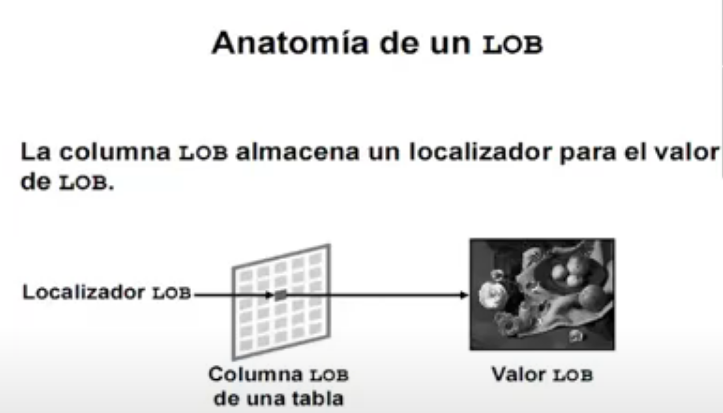 Anatomía de un LOB
La columna LOB almacena un localizador para el valor
de LOB.
Localizador LOB
Columna LOB
de una tabla
Valor LOB